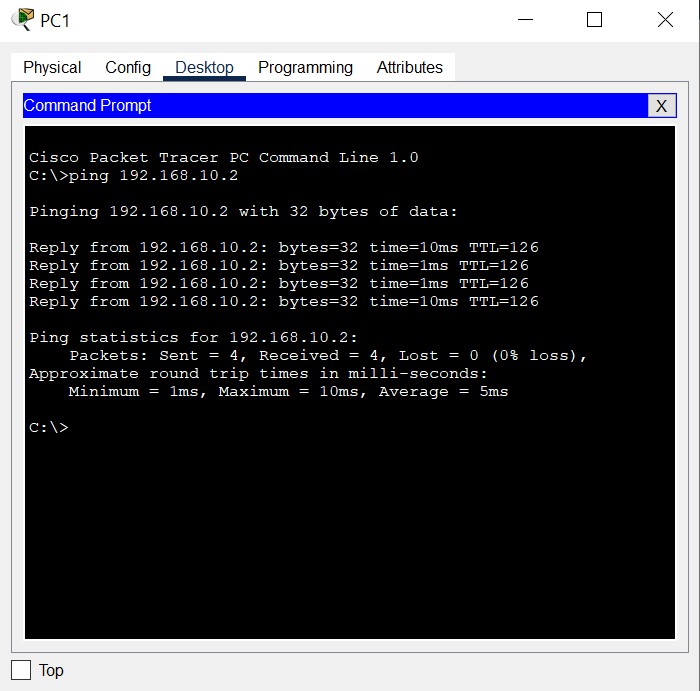 PC1
Physical Config Desktop Programming Attributes
Command Prompt X
Cisco Packet Tracer PC Command Line 1.0
C:\>ping 192.168.10.2
Pinging 192.168.10.2 with 32 bytes of data:
Reply from 192.168.10.2: bytes=32 time=10ms TTL=126
Reply from 192.168.10.2: bytes=32 time=1ms TTL=126
Reply from 192.168.10.2: bytes=32 time=1ms TTL=126
Reply from 192.168.10.2: bytes=32 time=10ms TTL=126
Ping statistics for 192.168.10.2:
Packets: Sent = 4, Received = 4, Lost = 0 (0% loss),
Approximate round trip times in milli-seconds:
Minimum = 1ms, Maximum = 10ms, Average = 5ms
C:\>
Top